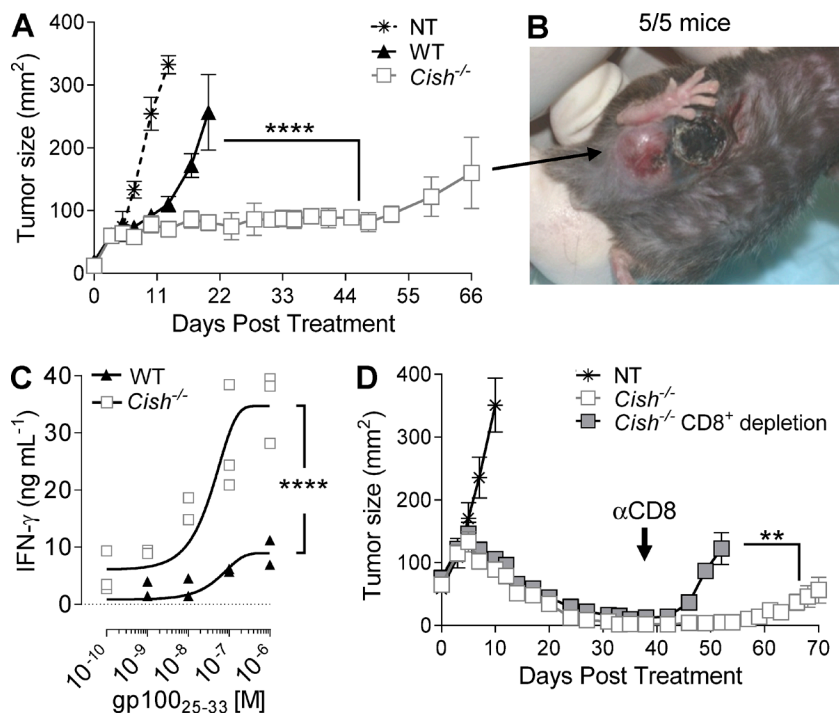 A
NT
WT
Cish-/-
****
Tumor size (mm2)
400
300
200
100
0
0 11 22 33 44 55 66
Days Post Treatment
B
5/5 mice
C
WT
Cish-/-
****
IFN-γ (ng mL-1)
40
30
20
10
0
10-10 10-9 10-8 10-7 10-6
gp10025-33 [M]
D
NT
Cish-/-
Cish-/- CD8+ depletion
αCD8
**
Tumor size (mm2)
400
300
200
100
0
0 10 20 30 40 50 60 70
Days Post Treatment